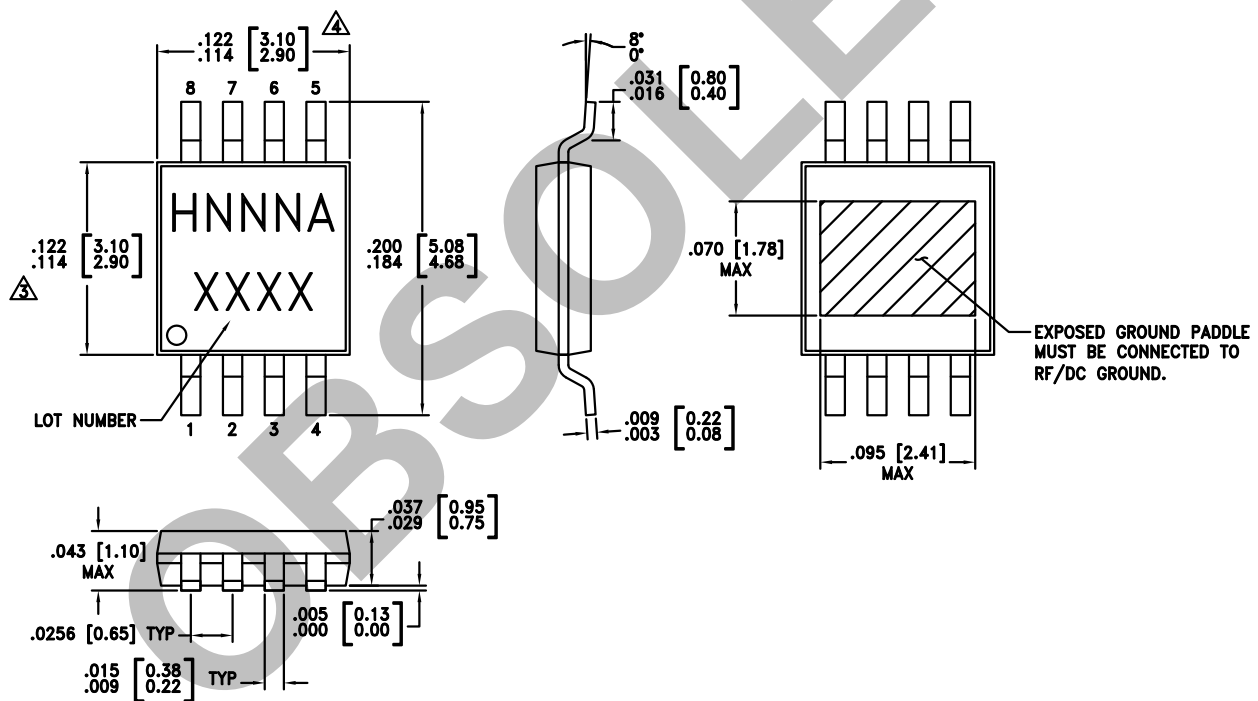 .122 [3.10]
.114 [2.90]
4
8 7 6 5
HNNNA
XXXX
.122 [3.10]
.114 [2.90]
3
.200 [5.08]
.184 [4.68]
LOT NUMBER
1 2 3 4
8°
0°
.031 [0.80]
.016 [0.40]
.009 [0.22]
.003 [0.08]
.070 [1.78]
MAX
EXPOSED GROUND PADDLE
MUST BE CONNECTED TO
RF/DC GROUND.
.095 [2.41]
MAX
.037 [0.95]
.029 [0.75]
.043 [1.10]
MAX
.005 [0.13]
.000 [0.00]
.0256 [0.65] TYP
.015 [0.38]
.009 [0.22]
TYP
OBSOLE